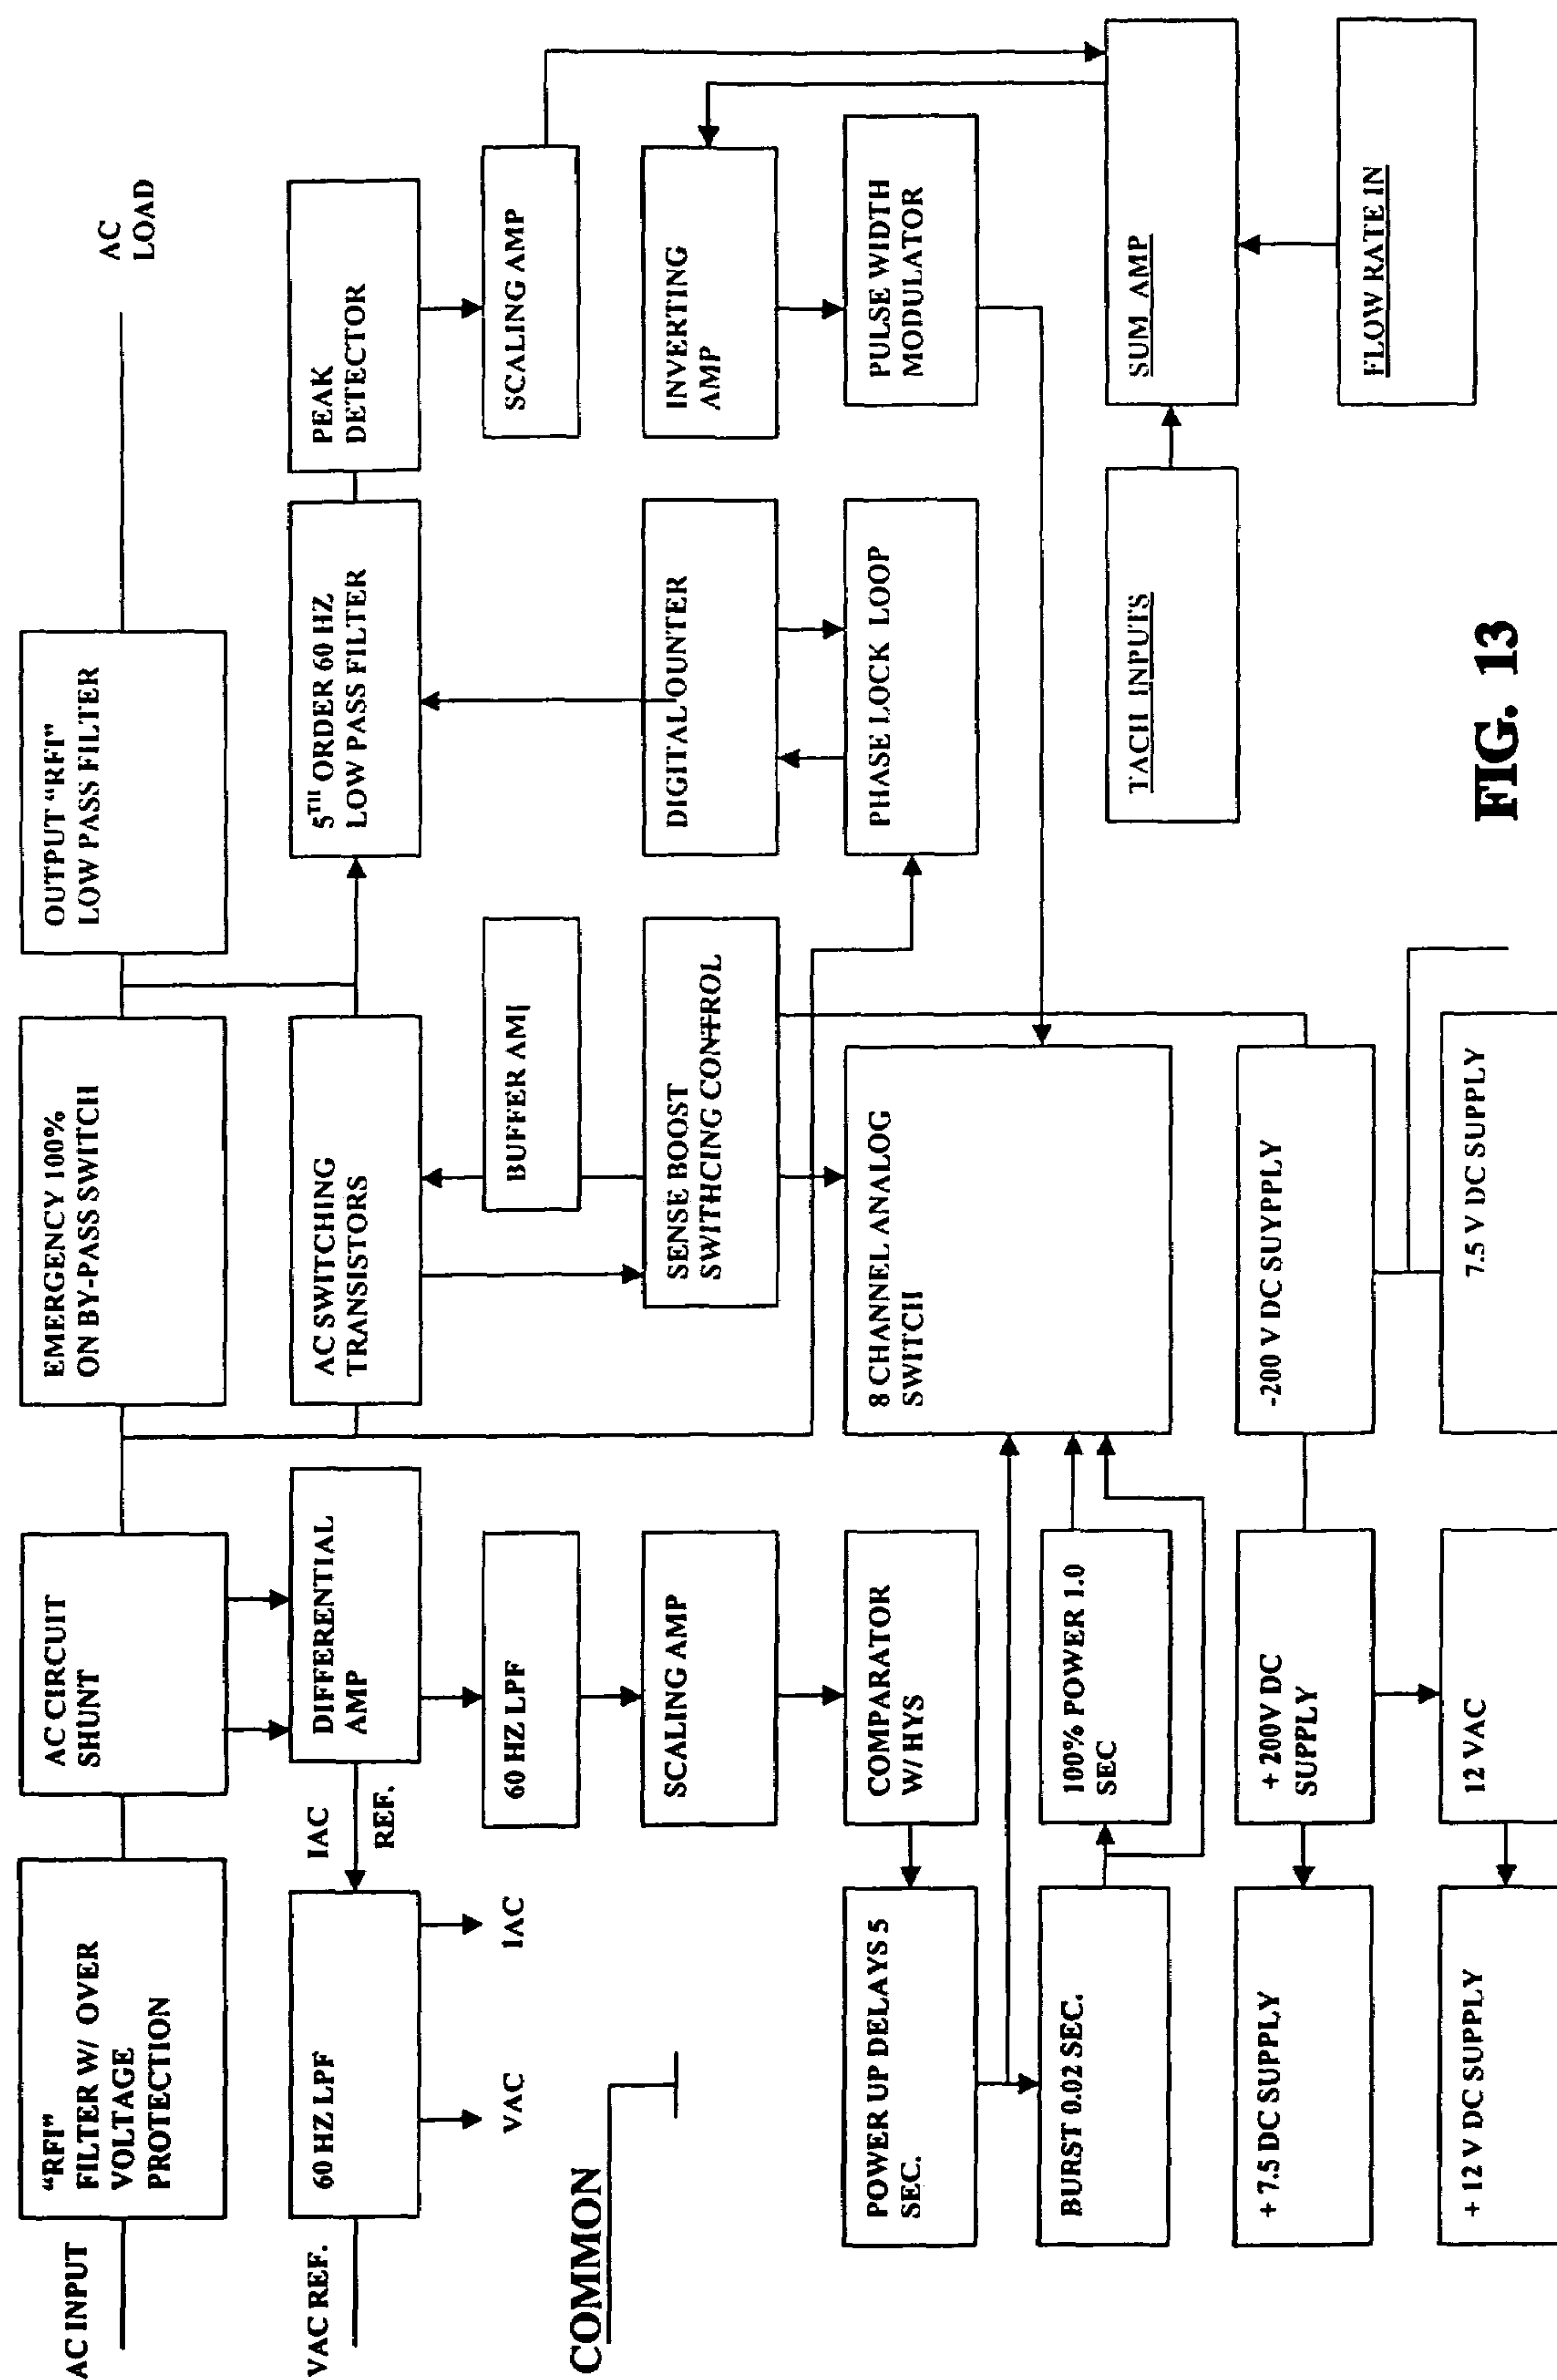 AC INPUT
"RFI"
FILTER W/ OVER
VOLTAGE
PROTECTION
AC CIRCUIT
SHUNT
EMERGENCY 100%
ON BY-PASS SWITCH
OUTPUT "RFI"
LOW PASS FILTER
AC
LOAD
VAC REF.
60 HZ LPF
IAC
REF.
DIFFERENTIAL
AMP
AC SWITCHING
TRANSISTORS
5TH ORDER 60 HZ
LOW PASS FILTER
PEAK
DETECTOR
VAC
IAC
60 HZ LPF
BUFFER AM|
SCALING AMP
COMMON
SCALING AMP
SENSE BOOST
SWITHCING CONTROL
DIGITAL OUNTER
INVERTING
AMP
POWER UP DELAYS 5
SEC.
COMPARATOR
W/ HYS
8 CHANNEL ANALOG
SWITCH
PHASE LOCK LOOP
PULSE WIDTH
MODULATOR
BURST 0.02 SEC.
100% POWER 1.0
SEC
TACH INPUTS
SUM AMP
+ 7.5 DC SUPPLY
+ 200V DC
SUPPLY
-200 V DC SUYPPLY
FLOW RATE IN
+ 12 V DC SUPPLY
12 VAC
7.5 V DC SUPPLY
FIG. 13